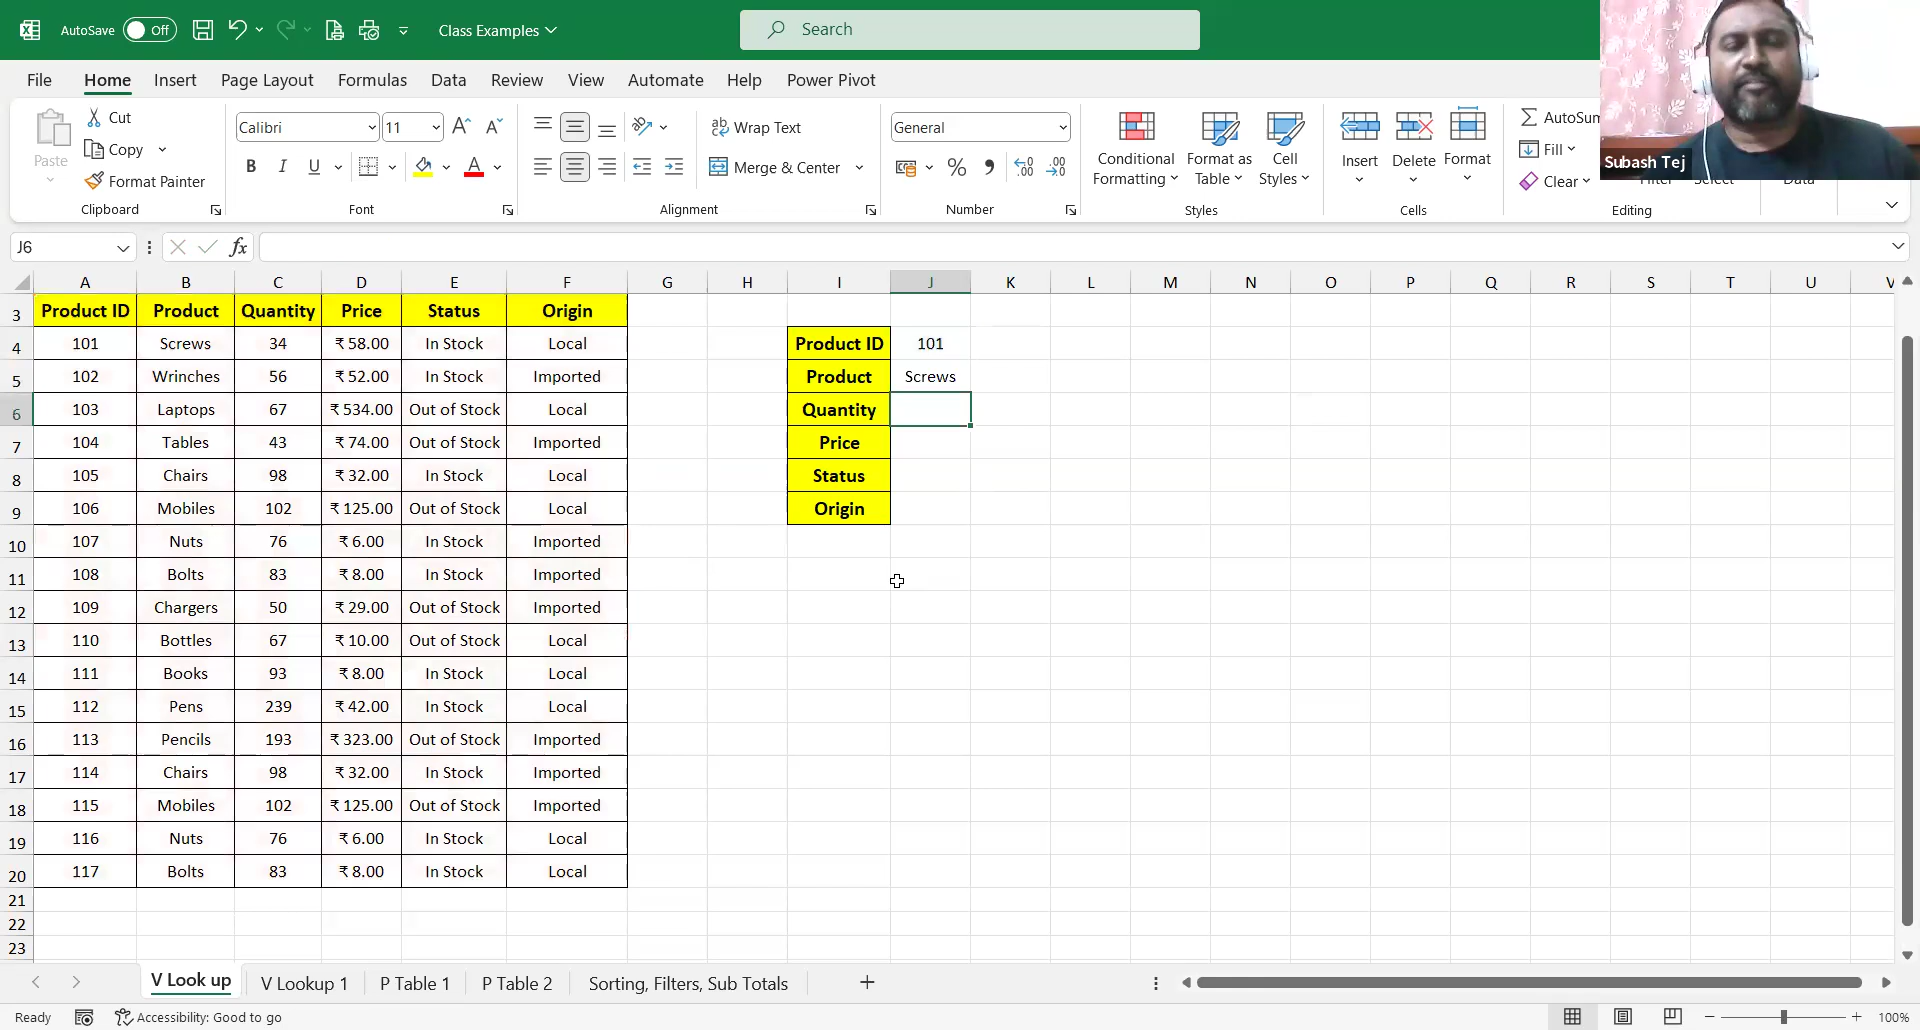 AutoSave Off Class Examples Search
File Home Insert Page Layout Formulas Data Review View Automate Help Power Pivot
Paste Cut Copy Format Painter Clipboard
Calibri 11 B I U A Font
Wrap Text Merge & Center Alignment
General % Number
Conditional Formatting Format as Table Cell Styles Styles
Insert Delete Format Cells
AutoSum Fill Clear Editing
Subash Tej
J6 fx
A B C D E F G H I J K L M N O P Q R S T U V
3 Product ID Product Quantity Price Status Origin
4 101 Screws 34 ₹ 58.00 In Stock Local Product ID 101
5 102 Wrinches 56 ₹ 52.00 In Stock Imported Product Screws
6 103 Laptops 67 ₹ 534.00 Out of Stock Local Quantity
7 104 Tables 43 ₹ 74.00 Out of Stock Imported Price
8 105 Chairs 98 ₹ 32.00 In Stock Local Status
9 106 Mobiles 102 ₹ 125.00 Out of Stock Local Origin
10 107 Nuts 76 ₹ 6.00 In Stock Imported
11 108 Bolts 83 ₹ 8.00 In Stock Imported
12 109 Chargers 50 ₹ 29.00 Out of Stock Imported
13 110 Bottles 67 ₹ 10.00 Out of Stock Local
14 111 Books 93 ₹ 8.00 In Stock Local
15 112 Pens 239 ₹ 42.00 In Stock Local
16 113 Pencils 193 ₹ 323.00 Out of Stock Imported
17 114 Chairs 98 ₹ 32.00 In Stock Imported
18 115 Mobiles 102 ₹ 125.00 Out of Stock Imported
19 116 Nuts 76 ₹ 6.00 In Stock Local
20 117 Bolts 83 ₹ 8.00 In Stock Local
21
22
23
V Look up V Lookup 1 P Table 1 P Table 2 Sorting, Filters, Sub Totals
Ready Accessibility: Good to go 100%